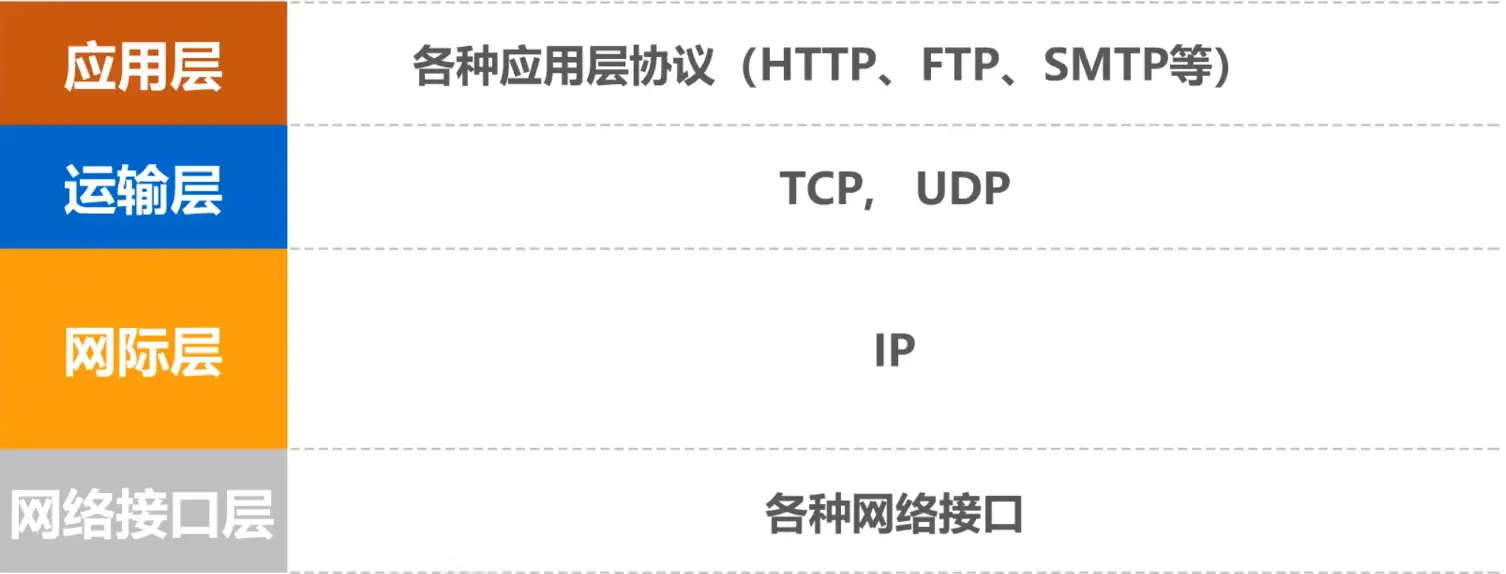 应用层
各种应用层协议（HTTP、FTP、SMTP等）
运输层
TCP, UDP
网际层
IP
网络接口层
各种网络接口